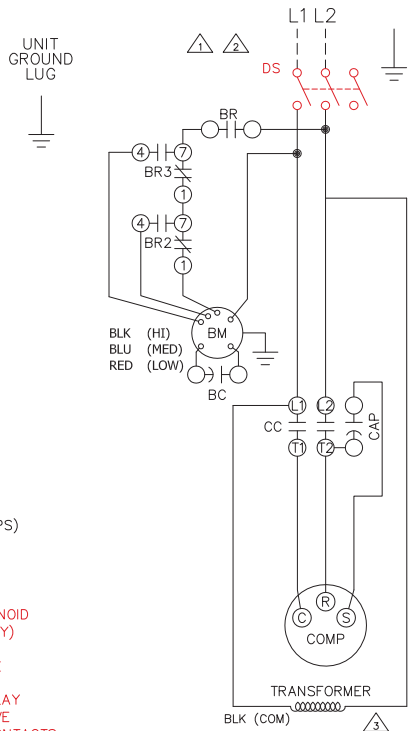 L1 L2
UNIT
GROUND
LUG
1 2
DS
BR
4 7
BR3
1
4 7
BR2
1
BLK (HI)
BLU (MED)
RED (LOW)
BM
BC
L1 L2
CC
CAP
T1 T2
PS)
NOID
Y)
R
C S
COMP
TRANSFORMER
BLK (COM)
3
AY
VE